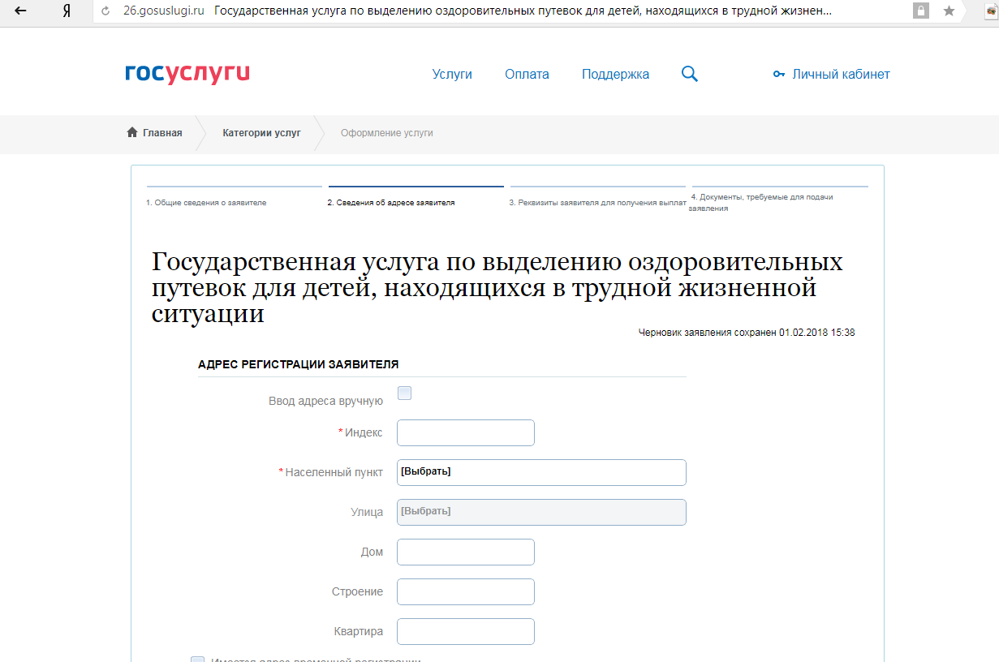 Я 26.gosuslugi.ru Государственная услуга по выделению оздоровительных путевок для детей, находящихся в трудной жизнен...
госуслуги Услуги Оплата Поддержка Личный кабинет
Главная Категории услуг Оформление услуги
1. Общие сведения о заявителе 2. Сведения об адресе заявителя 3. Реквизиты заявителя для получения выплат 4. Документы, требуемые для подачи
заявления
Государственная услуга по выделению оздоровительных
путевок для детей, находящихся в трудной жизненной
ситуации
Черновик заявления сохранен 01.02.2018 15:38
АДРЕС РЕГИСТРАЦИИ ЗАЯВИТЕЛЯ
Ввод адреса вручную
* Индекс
* Населенный пункт [Выбрать]
Улица [Выбрать]
Дом
Строение
Квартира
Имеется адрес временной регистрации